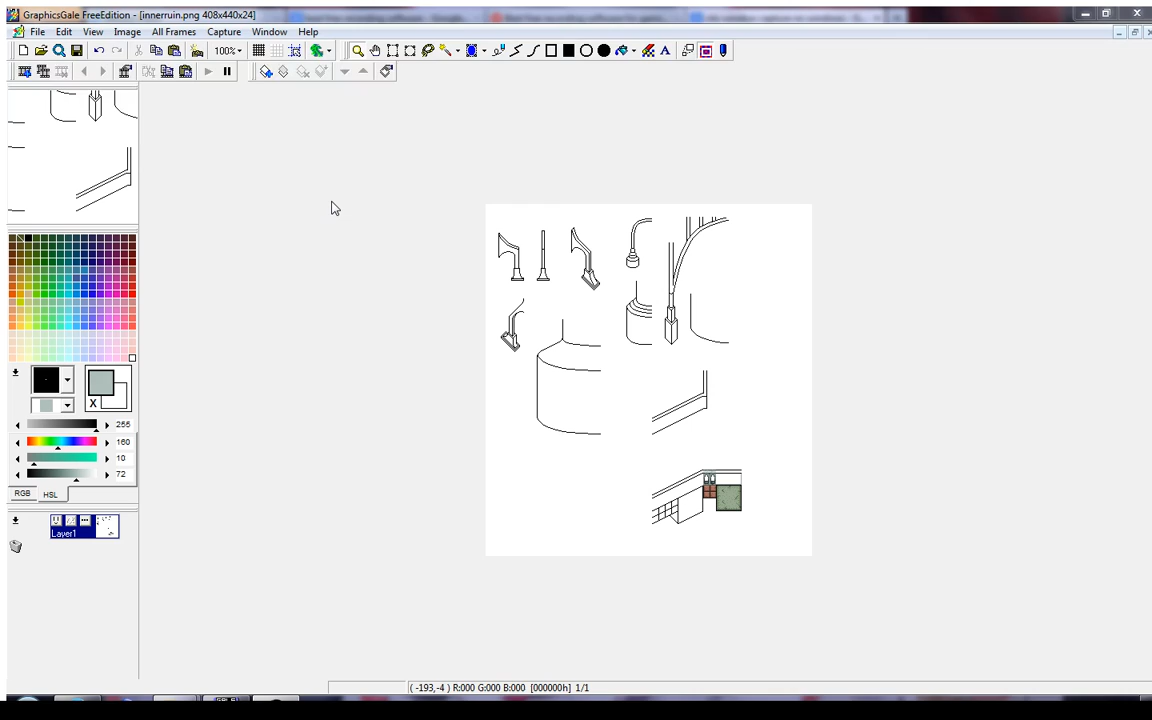 GraphicsGale FreeEdition - [innerruin.png 408x440x24]
File Edit View Image All Frames Capture Window Help
100%
A
X
255
160
10
72
RGB HSL
Layer1
( -193,-4 ) R:000 G:000 B:000 [000000h] 1/1